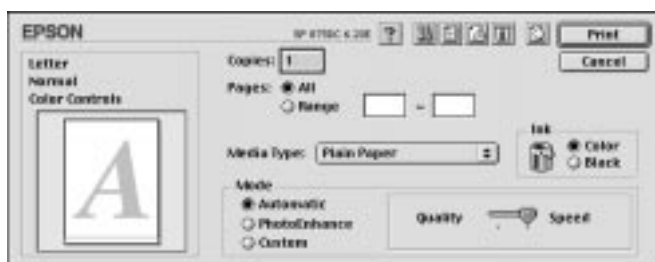 EPSON
?
Print
Letter
Normal
Color Controls
A
Copies: 1
Cancel
Pages: All
Range -
Media Type: Plain Paper
Ink
Color
Black
Mode
Automatic
PhotoEnhance
Custom
Quality Speed